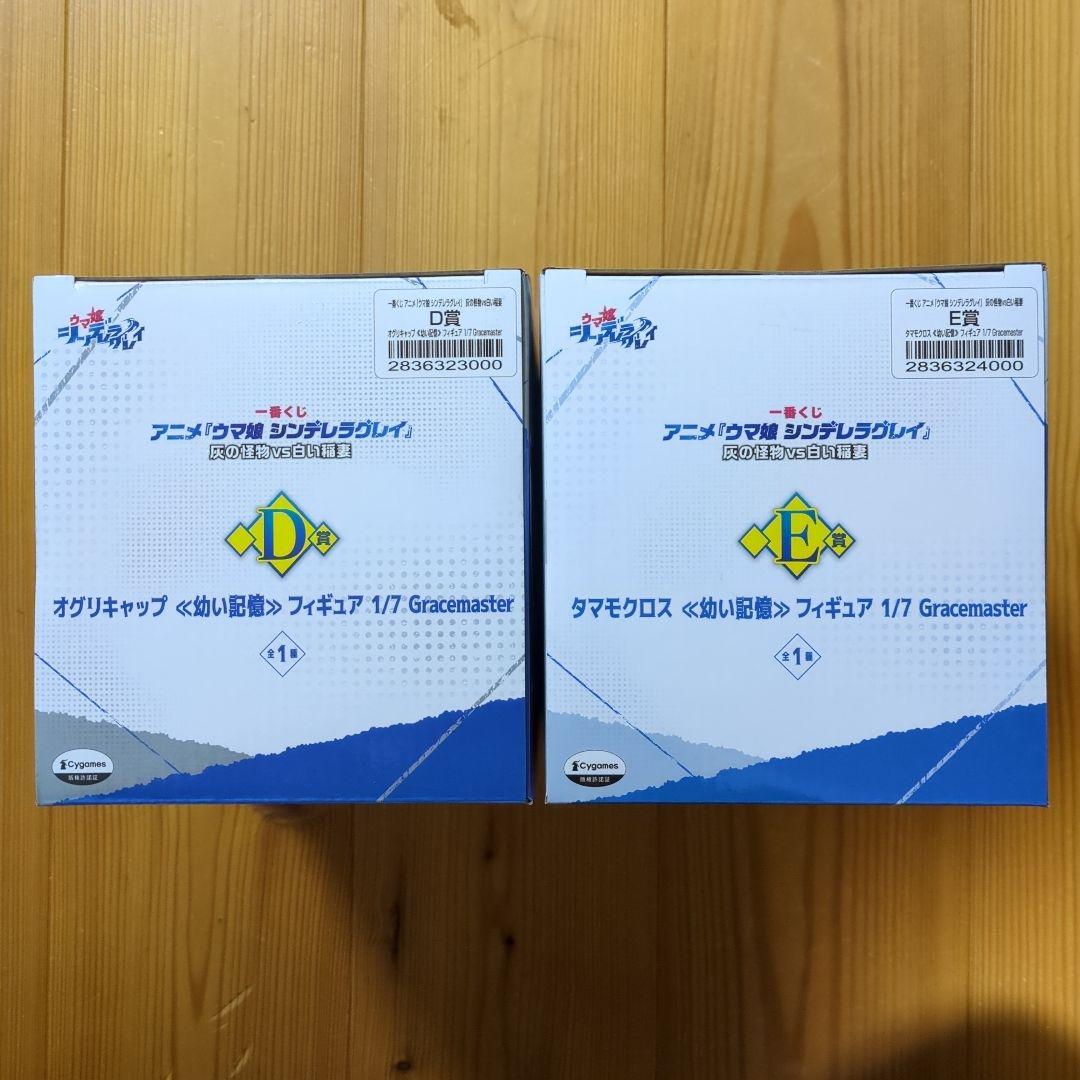 ウマ娘
シンデレラグレイ
一番くじ アニメ『ウマ娘 シンデレラグレイ』 灰の怪物vs白い稲妻
D賞
オグリキャップ ≪幼い記憶≫ フィギュア 1/7 Gracemaster
2836323000
一番くじ
アニメ『ウマ娘 シンデレラグレイ』
灰の怪物vs白い稲妻
D賞
オグリキャップ ≪幼い記憶≫ フィギュア 1/7 Gracemaster
全1種
Cygames
版権許諾証
ウマ娘
シンデレラグレイ
一番くじ アニメ『ウマ娘 シンデレラグレイ』 灰の怪物vs白い稲妻
E賞
タマモクロス ≪幼い記憶≫ フィギュア 1/7 Gracemaster
2836324000
一番くじ
アニメ『ウマ娘 シンデレラグレイ』
灰の怪物vs白い稲妻
E賞
タマモクロス ≪幼い記憶≫ フィギュア 1/7 Gracemaster
全1種
Cygames
版権許諾証